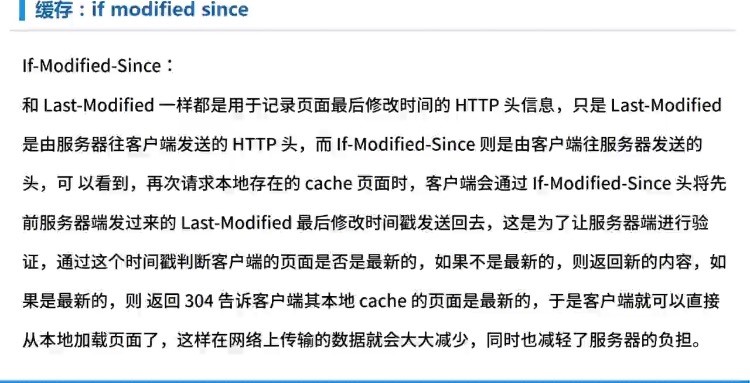 缓存：if modified since
If-Modified-Since：
和 Last-Modified 一样都是用于记录页面最后修改时间的 HTTP 头信息，只是 Last-Modified
是由服务器往客户端发送的 HTTP 头，而 If-Modified-Since 则是由客户端往服务器发送的
头，可 以看到，再次请求本地存在的 cache 页面时，客户端会通过 If-Modified-Since 头将先
前服务器端发过来的 Last-Modified 最后修改时间戳发送回去，这是为了让服务器端进行验
证，通过这个时间戳判断客户端的页面是否是最新的，如果不是最新的，则返回新的内容，如
果是最新的，则 返回 304 告诉客户端其本地 cache 的页面是最新的，于是客户端就可以直接
从本地加载页面了，这样在网络上传输的数据就会大大减少，同时也减轻了服务器的负担。